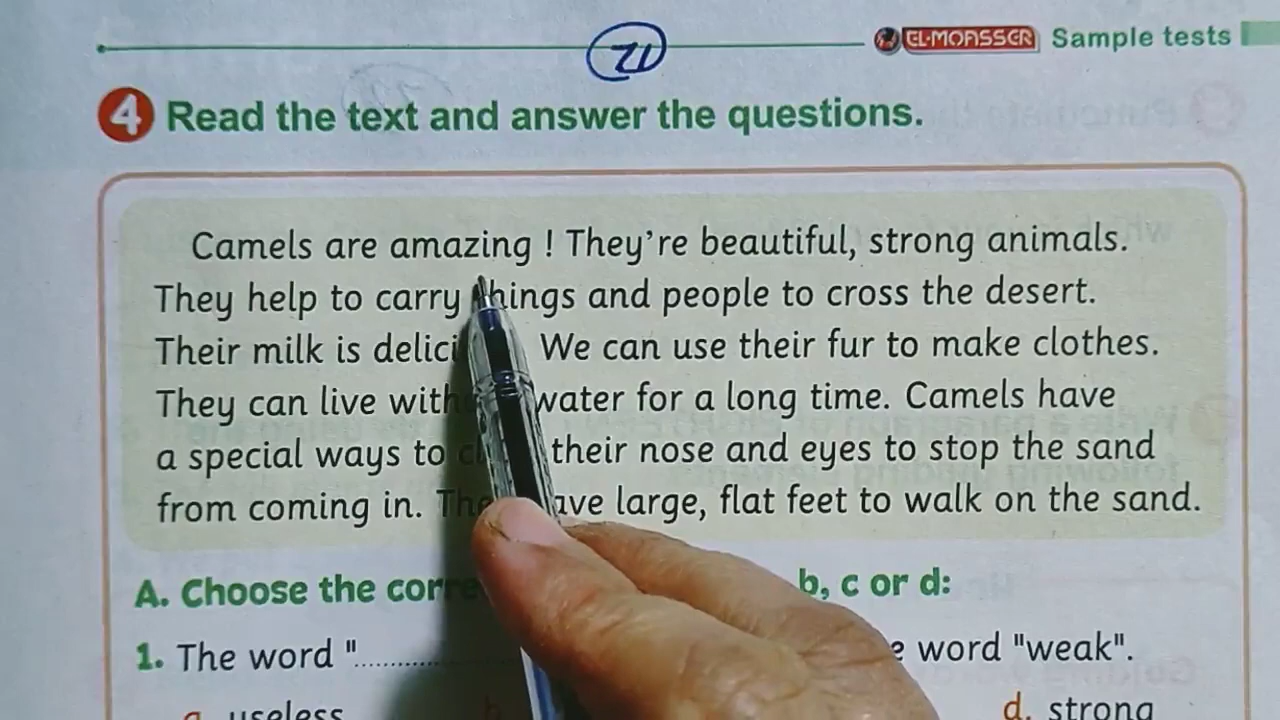 21
EL-MOASSER Sample tests
4 Read the text and answer the questions.
Camels are amazing ! They're beautiful, strong animals.
They help to carry things and people to cross the desert.
Their milk is We can use their fur to make clothes.
They can live water for a long time. Camels have
a special ways to their nose and eyes to stop the sand
from coming in. large, flat feet to walk on the sand.
A. Choose the b, c or d:
1. The word ".................... word "weak".
a. useless d. strong